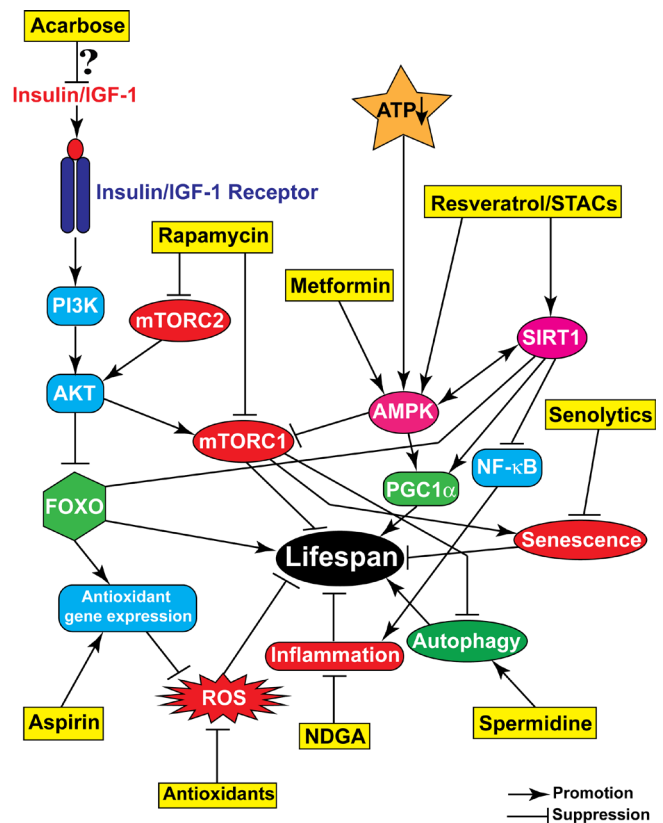 Acarbose
?
Insulin/IGF-1
ATP↓
Insulin/IGF-1 Receptor
Resveratrol/STACs
Rapamycin
Metformin
PI3K
mTORC2
SIRT1
AKT
AMPK
Senolytics
mTORC1
NF-κB
PGC1α
FOXO
Senescence
Lifespan
Antioxidant
gene expression
Autophagy
Inflammation
ROS
Aspirin
Spermidine
NDGA
Antioxidants
Promotion
Suppression